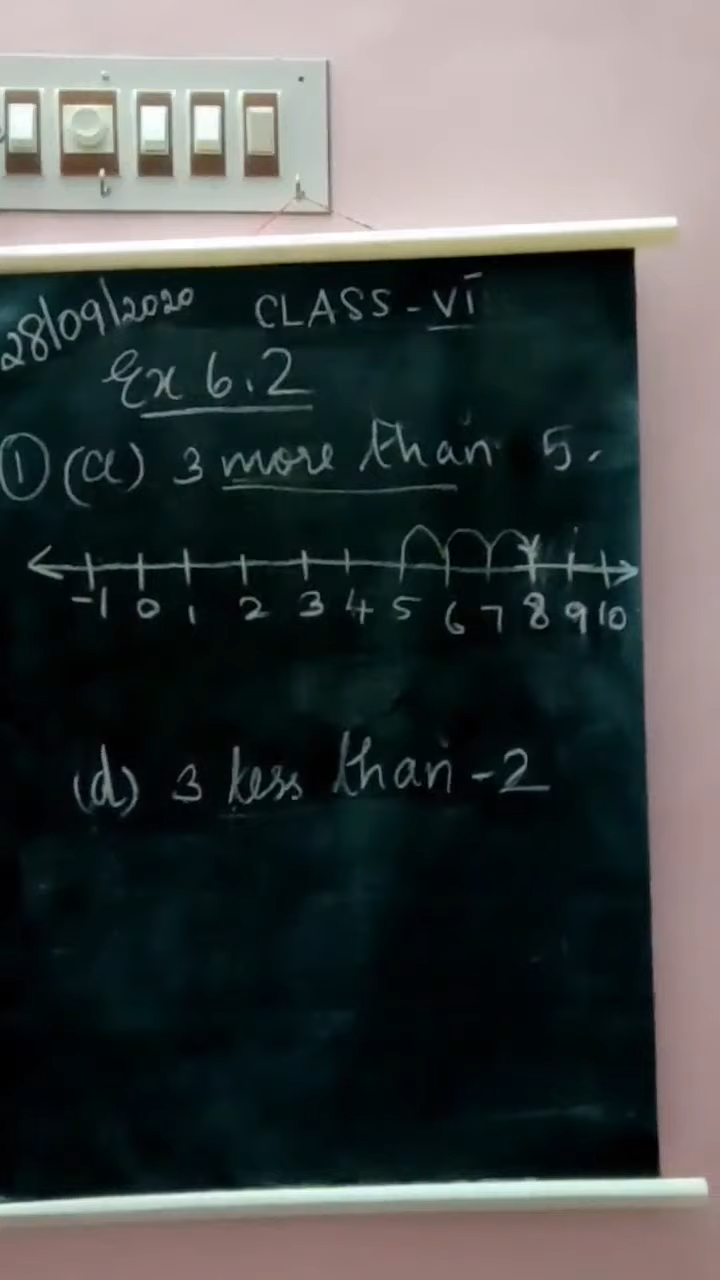 28/09/2020 CLASS - VI
Ex 6.2
① (a) 3 more than 5.
-1 0 1 2 3 4 5 6 7 8 9 10
(d) 3 less than -2